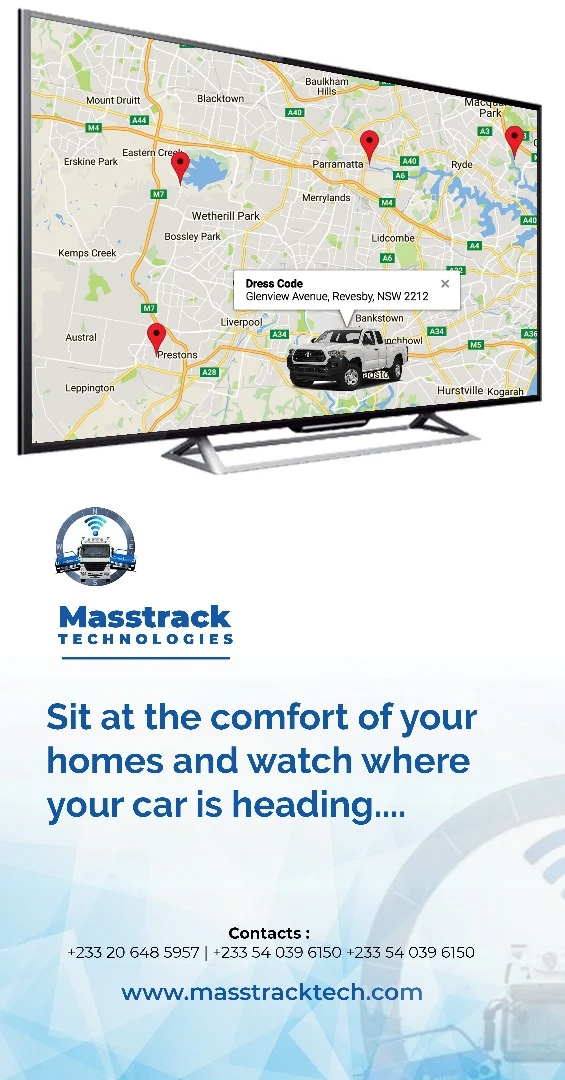 Baulkham
Hills
Mount Druitt
Blacktown
Macqu
Park
A40
A44
M4
A3
Eastern Creek
Erskine Park
Parramatta
A40
Ryde
A6
M7
Merrylands
M4
Wetherill Park
A40
Bossley Park
Lidcombe
A4
Kemps Creek
A6
Dress Code
Glenview Avenue, Revesby, NSW 2212
M7
Bankstown
Liverpool
Austral
A34
nchbowl
A34
A36
M5
Prestons
A28
Leppington
Hurstville
Kogarah
N
W
E
S
Masstrack
TECHNOLOGIES
Sit at the comfort of your
homes and watch where
your car is heading....
Contacts :
+233 20 648 5957 | +233 54 039 6150 +233 54 039 6150
www.masstracktech.com